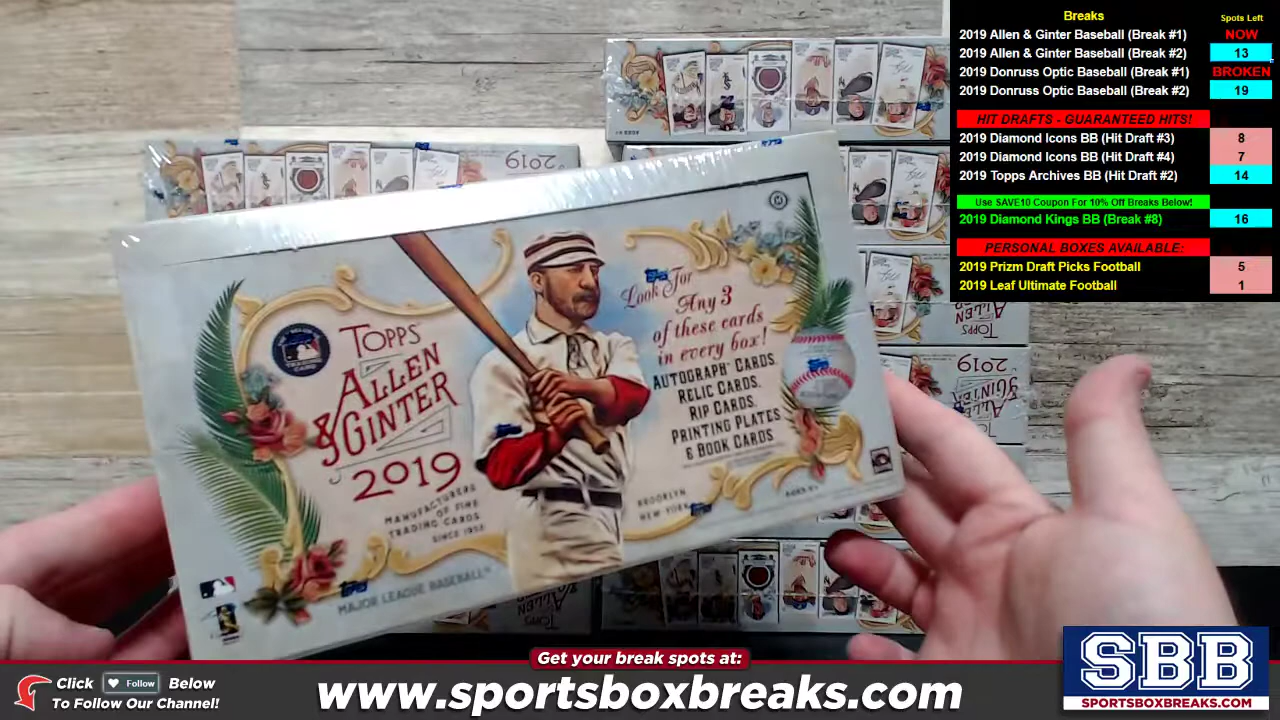 Breaks
Spots Left
2019 Allen & Ginter Baseball (Break #1) NOW
2019 Allen & Ginter Baseball (Break #2) 13
2019 Donruss Optic Baseball (Break #1) BROKEN
2019 Donruss Optic Baseball (Break #2) 19
HIT DRAFTS - GUARANTEED HITS!
2019 Diamond Icons BB (Hit Draft #3) 8
2019 Diamond Icons BB (Hit Draft #4) 7
2019 Topps Archives BB (Hit Draft #2) 14
Use SAVE10 Coupon For 10% Off Breaks Below!
2019 Diamond Kings BB (Break #8) 16
PERSONAL BOXES AVAILABLE:
2019 Prizm Draft Picks Football 5
2019 Leaf Ultimate Football 1
2019
TOPPS
ALLEN
& GINTER
2019
MANUFACTURERS
OF FINE
TRADING CARDS
SINCE 1938
MAJOR LEAGUE BASEBALL
Look For
Any 3
of these cards
in every box!
AUTOGRAPH CARDS,
RELIC CARDS,
RIP CARDS,
PRINTING PLATES
& BOOK CARDS
BROOKLYN
NEW YORK
2019
Get your break spots at:
Click Follow Below
To Follow Our Channel!
www.sportsboxbreaks.com
SBB
SPORTSBOXBREAKS.COM